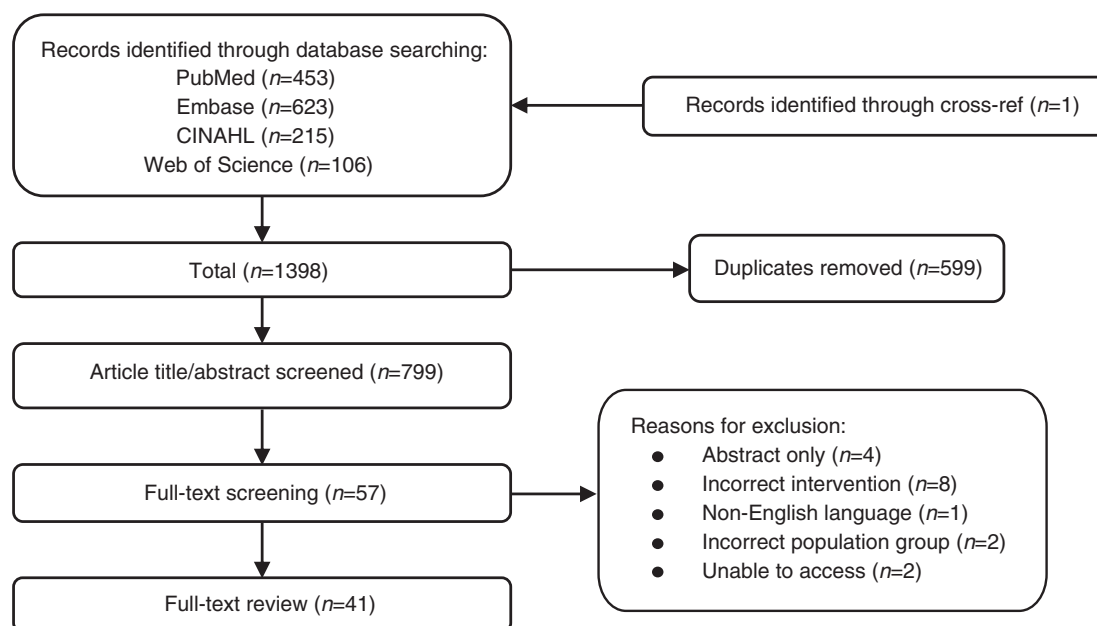 Records identified through database searching:
PubMed (n=453)
Embase (n=623)
CINAHL (n=215)
Web of Science (n=106)
Records identified through cross-ref (n=1)
Total (n=1398)
Duplicates removed (n=599)
Article title/abstract screened (n=799)
Full-text screening (n=57)
Reasons for exclusion:
● Abstract only (n=4)
● Incorrect intervention (n=8)
● Non-English language (n=1)
● Incorrect population group (n=2)
● Unable to access (n=2)
Full-text review (n=41)